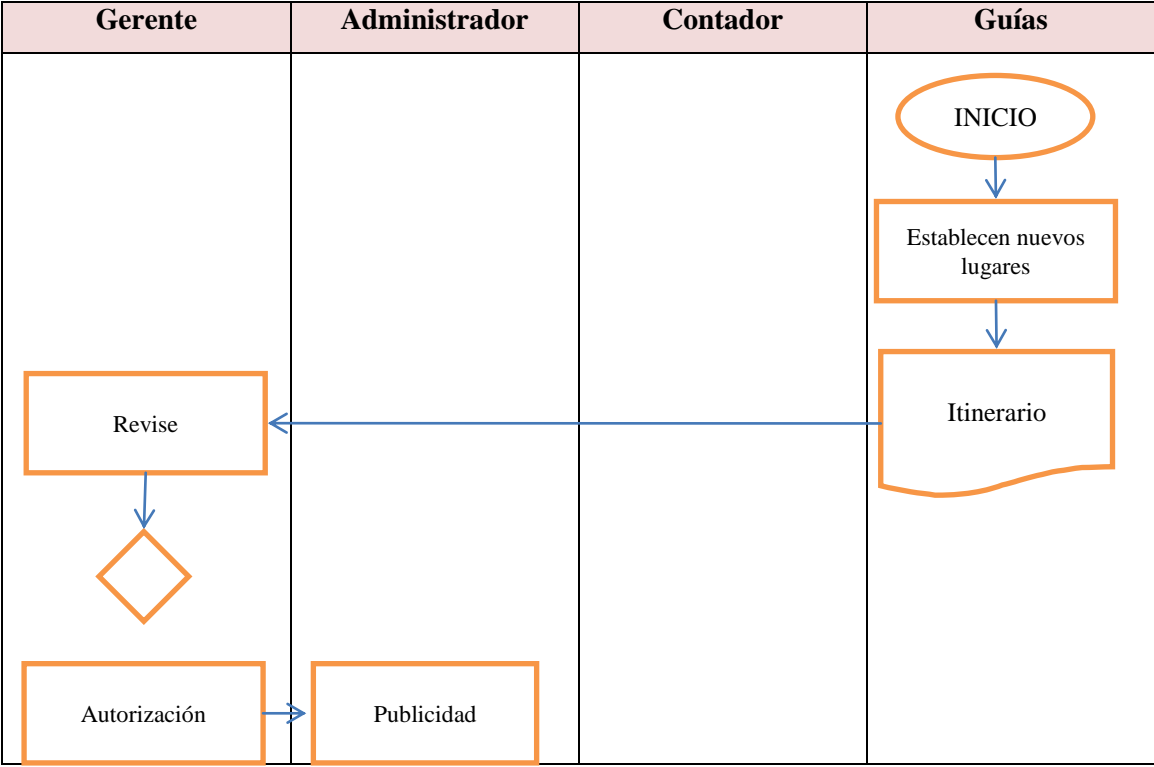 Gerente
Administrador
Contador
Guías
INICIO
Establecen nuevos
lugares
Itinerario
Revise
Autorización
Publicidad